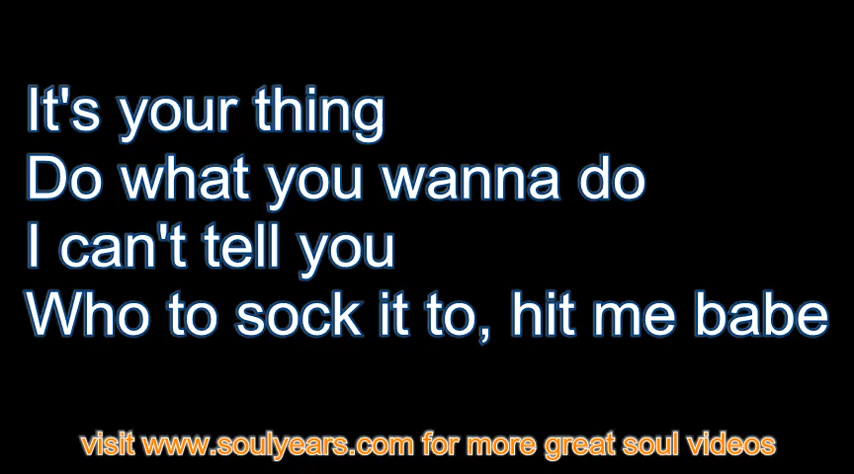 It's your thing
Do what you wanna do
I can't tell you
Who to sock it to, hit me babe
visit www.soulyears.com for more great soul videos